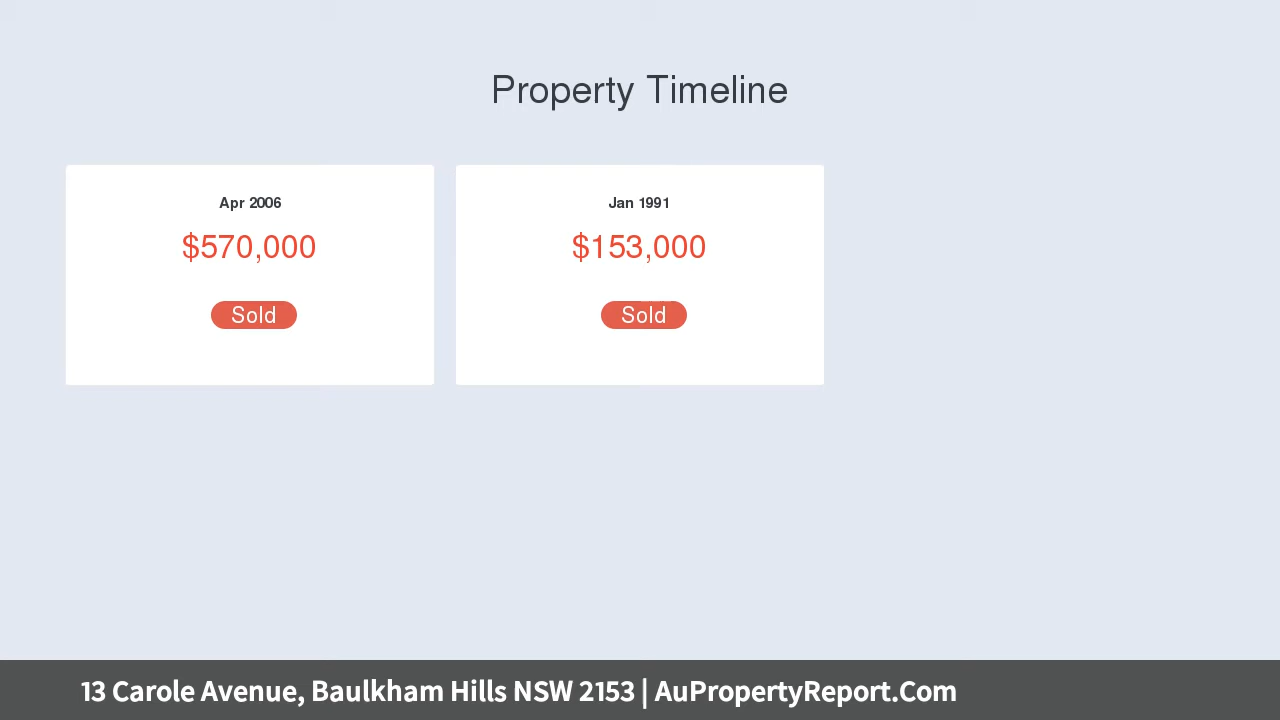 Property Timeline
Apr 2006
$570,000
Sold
Jan 1991
$153,000
Sold
13 Carole Avenue, Baulkham Hills NSW 2153 | AuPropertyReport.Com